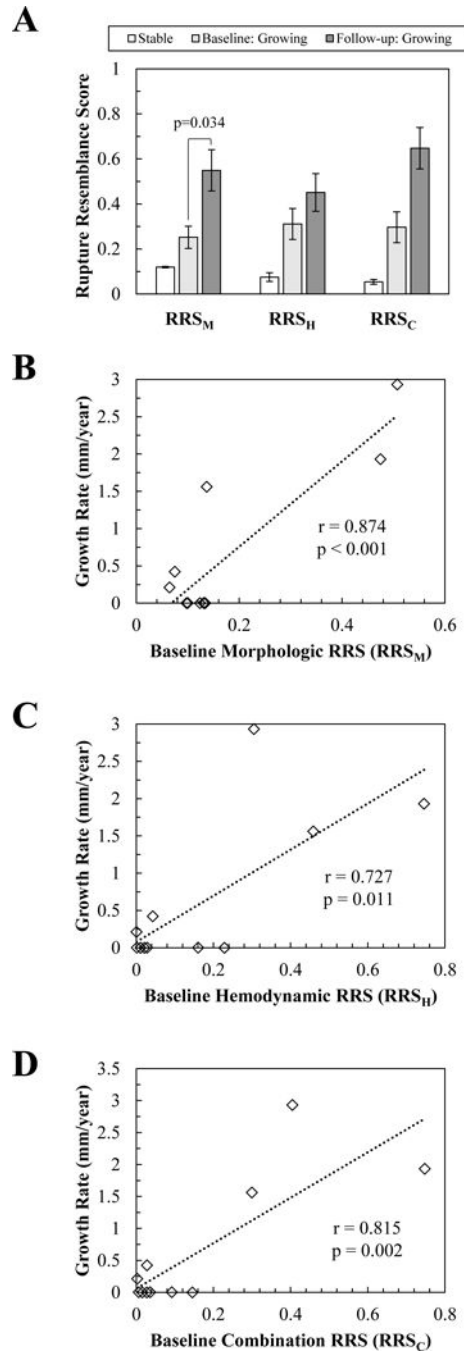 A
Stable Baseline: Growing Follow-up: Growing
Rupture Resemblance Score
1
0.8
0.6
0.4
0.2
0
p=0.034
RRSM RRSH RRSC
B
Growth Rate (mm/year)
3
2.5
2
1.5
1
0.5
0
r = 0.874
p < 0.001
0 0.2 0.4 0.6 0.8
Baseline Morphologic RRS (RRSM)
C
Growth Rate (mm/year)
3
2.5
2
1.5
1
0.5
0
r = 0.727
p = 0.011
0 0.2 0.4 0.6 0.8
Baseline Hemodynamic RRS (RRSH)
D
Growth Rate (mm/year)
3.5
3
2.5
2
1.5
1
0.5
0
r = 0.815
p = 0.002
0 0.2 0.4 0.6 0.8
Baseline Combination RRS (RRSC)